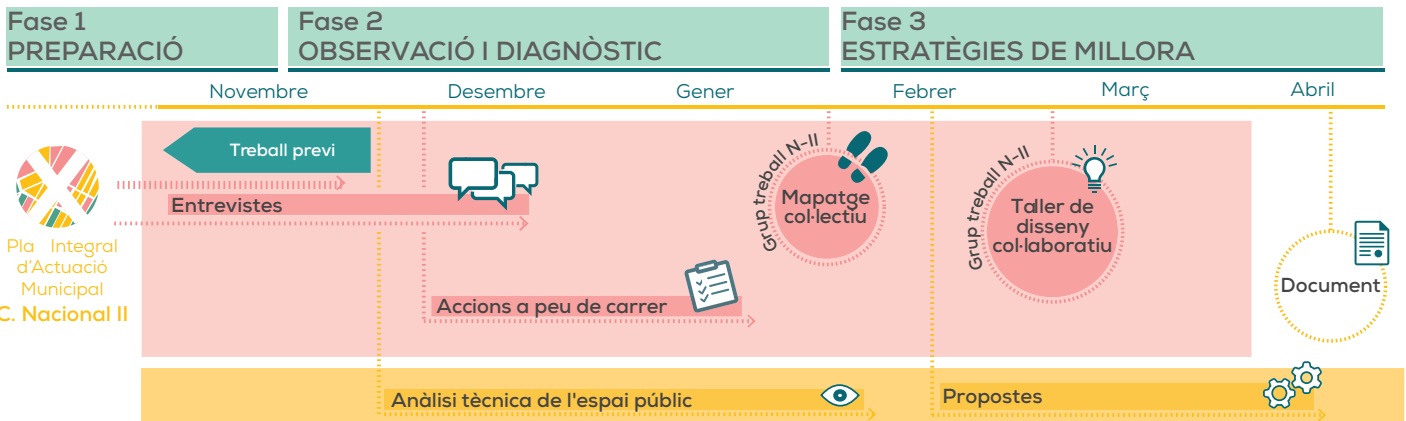 Fase 1
PREPARACIÓ
Fase 2
OBSERVACIÓ I DIAGNÒSTIC
Fase 3
ESTRATÈGIES DE MILLORA
Novembre
Desembre
Gener
Febrer
Març
Abril
Treball previ
Entrevistes
Pla Integral
d'Actuació
Municipal
C. Nacional II
Accions a peu de carrer
Grup treball N-II
Mapatge
col·lectiu
Grup treball N-II
Taller de
disseny
col·laboratiu
Document
Anàlisi tècnica de l'espai públic
Propostes